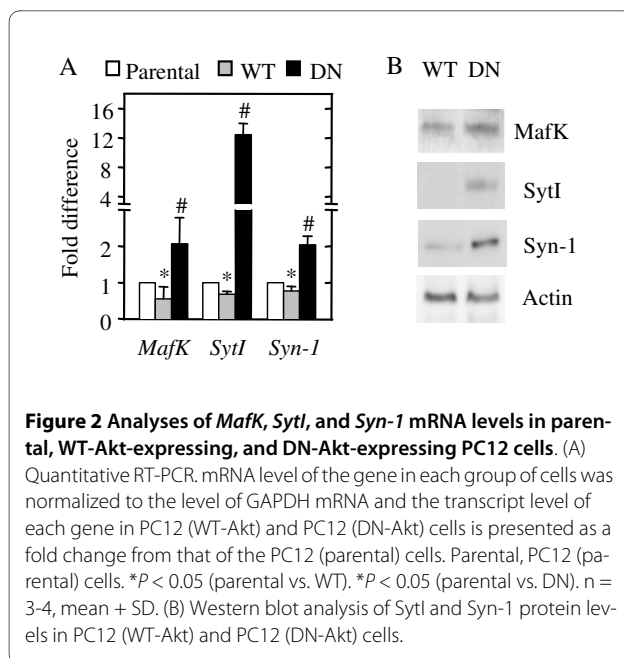 A
Parental WT DN
B
WT DN
Fold difference
16
12
8
4
2
1
0
*
#
*
#
*
#
MafK SytI Syn-1
MafK
SytI
Syn-1
Actin
Figure 2 Analyses of MafK, SytI, and Syn-1 mRNA levels in paren-
tal, WT-Akt-expressing, and DN-Akt-expressing PC12 cells. (A)
Quantitative RT-PCR. mRNA level of the gene in each group of cells was
normalized to the level of GAPDH mRNA and the transcript level of
each gene in PC12 (WT-Akt) and PC12 (DN-Akt) cells is presented as a
fold change from that of the PC12 (parental) cells. Parental, PC12 (pa-
rental) cells. *P < 0.05 (parental vs. WT). *P < 0.05 (parental vs. DN). n =
3-4, mean + SD. (B) Western blot analysis of SytI and Syn-1 protein lev-
els in PC12 (WT-Akt) and PC12 (DN-Akt) cells.